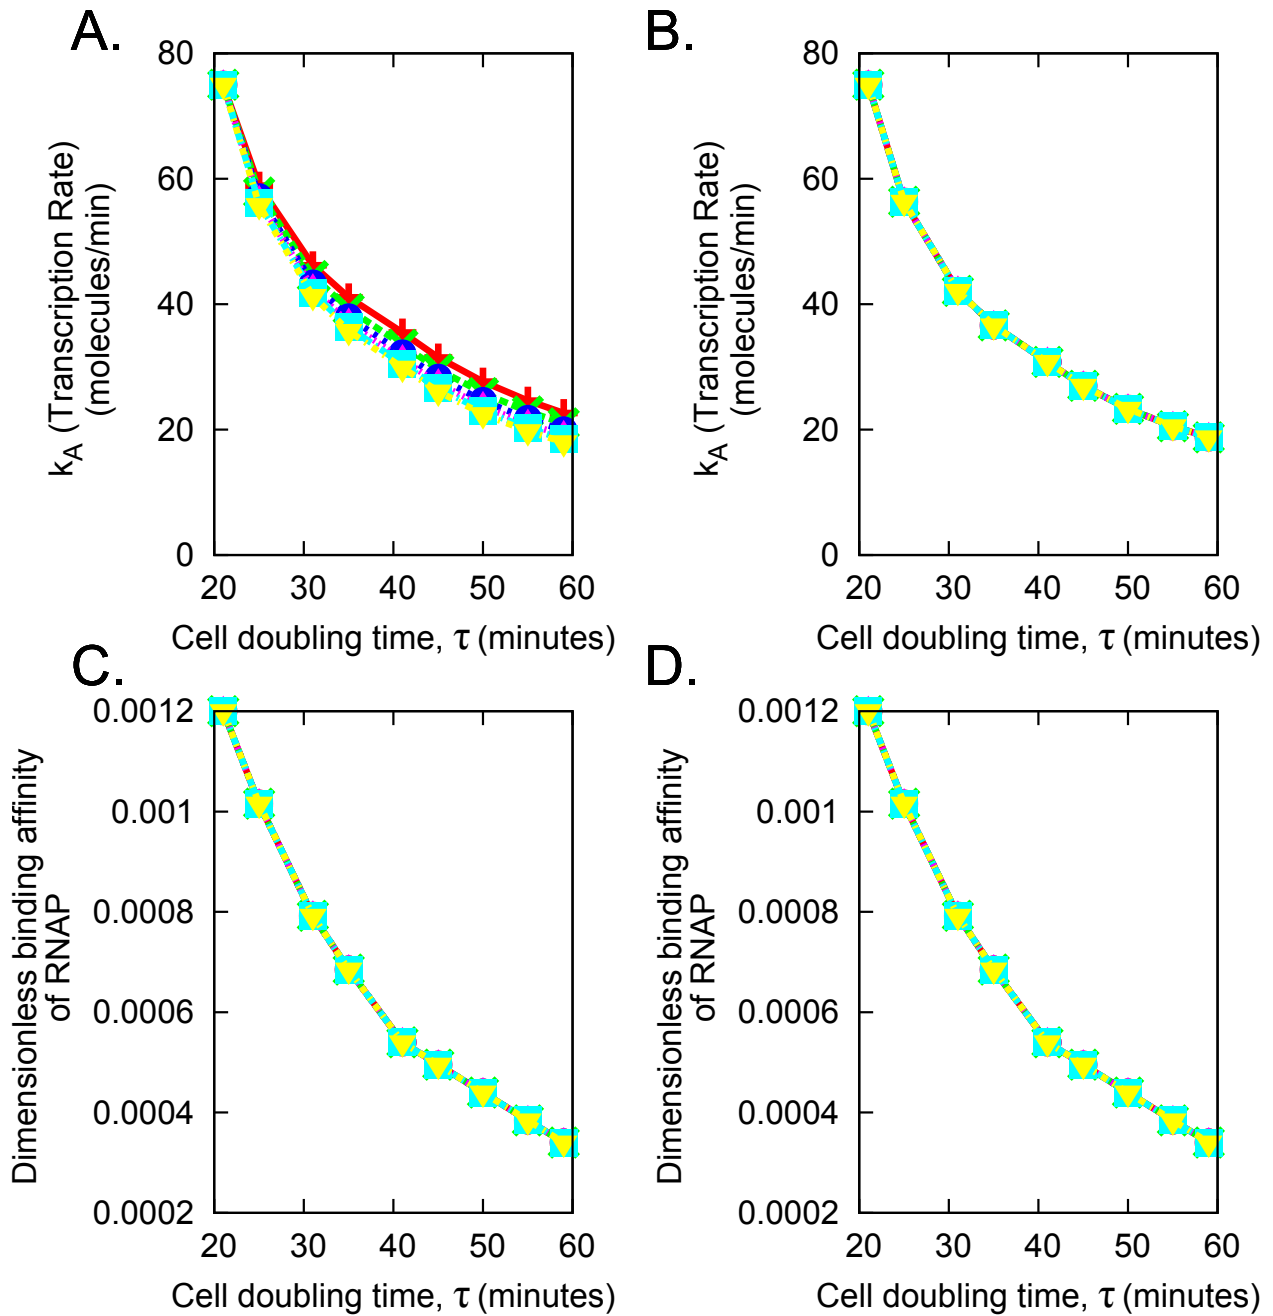 A.
80
60
40
20
0
k_A (Transcription Rate)
(molecules/min)
20 30 40 50 60
Cell doubling time, τ (minutes)
B.
80
60
40
20
0
k_A (Transcription Rate)
(molecules/min)
20 30 40 50 60
Cell doubling time, τ (minutes)
C.
0.0012
0.001
0.0008
0.0006
0.0004
0.0002
Dimensionless binding affinity
of RNAP
20 30 40 50 60
Cell doubling time, τ (minutes)
D.
0.0012
0.001
0.0008
0.0006
0.0004
0.0002
Dimensionless binding affinity
of RNAP
20 30 40 50 60
Cell doubling time, τ (minutes)